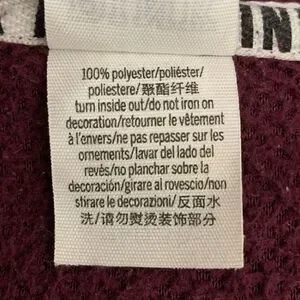 IN
100% polyester/poliéster/
poliestere/聚酯纤维
turn inside out/do not iron on
decoration/retourner le vêtement
à l'envers/ne pas repasser sur les
ornements/lavar del lado del
revés/no planchar sobre la
decoración/girare al rovescio/non
stirare le decorazioni/反面水
洗/请勿熨烫装饰部分